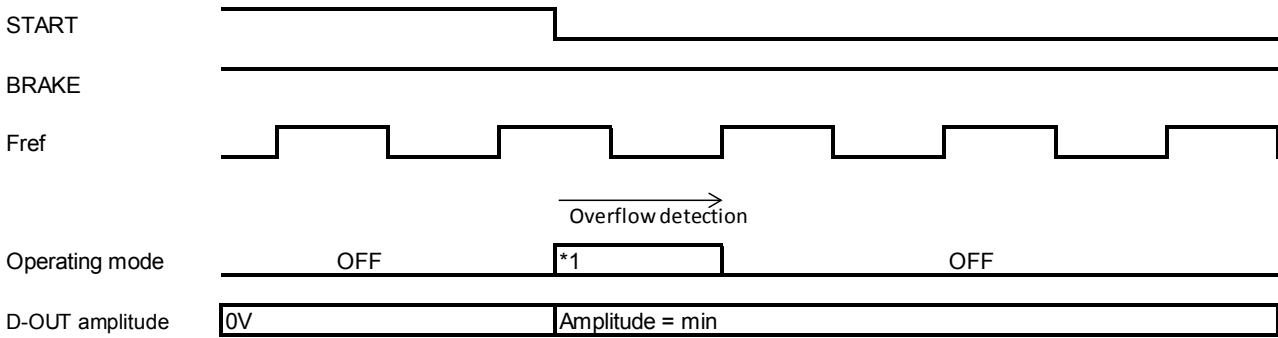 START
BRAKE
Fref
Overflow detection
Operating mode OFF *1 OFF
D-OUT amplitude 0V Amplitude = min